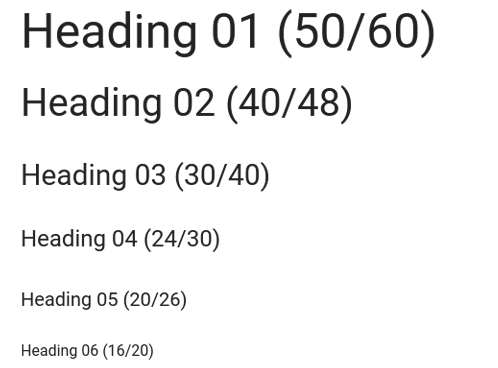 Heading 01 (50/60)
Heading 02 (40/48)
Heading 03 (30/40)
Heading 04 (24/30)
Heading 05 (20/26)
Heading 06 (16/20)